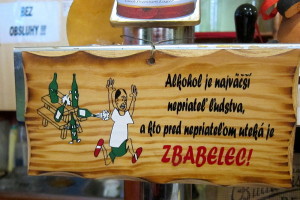 BEZ
OBSLUHY !!!
Alkohol je najväčší
nepriateľ ľudstva,
a kto pred nepriateľom uteká je
ZBABELEC!